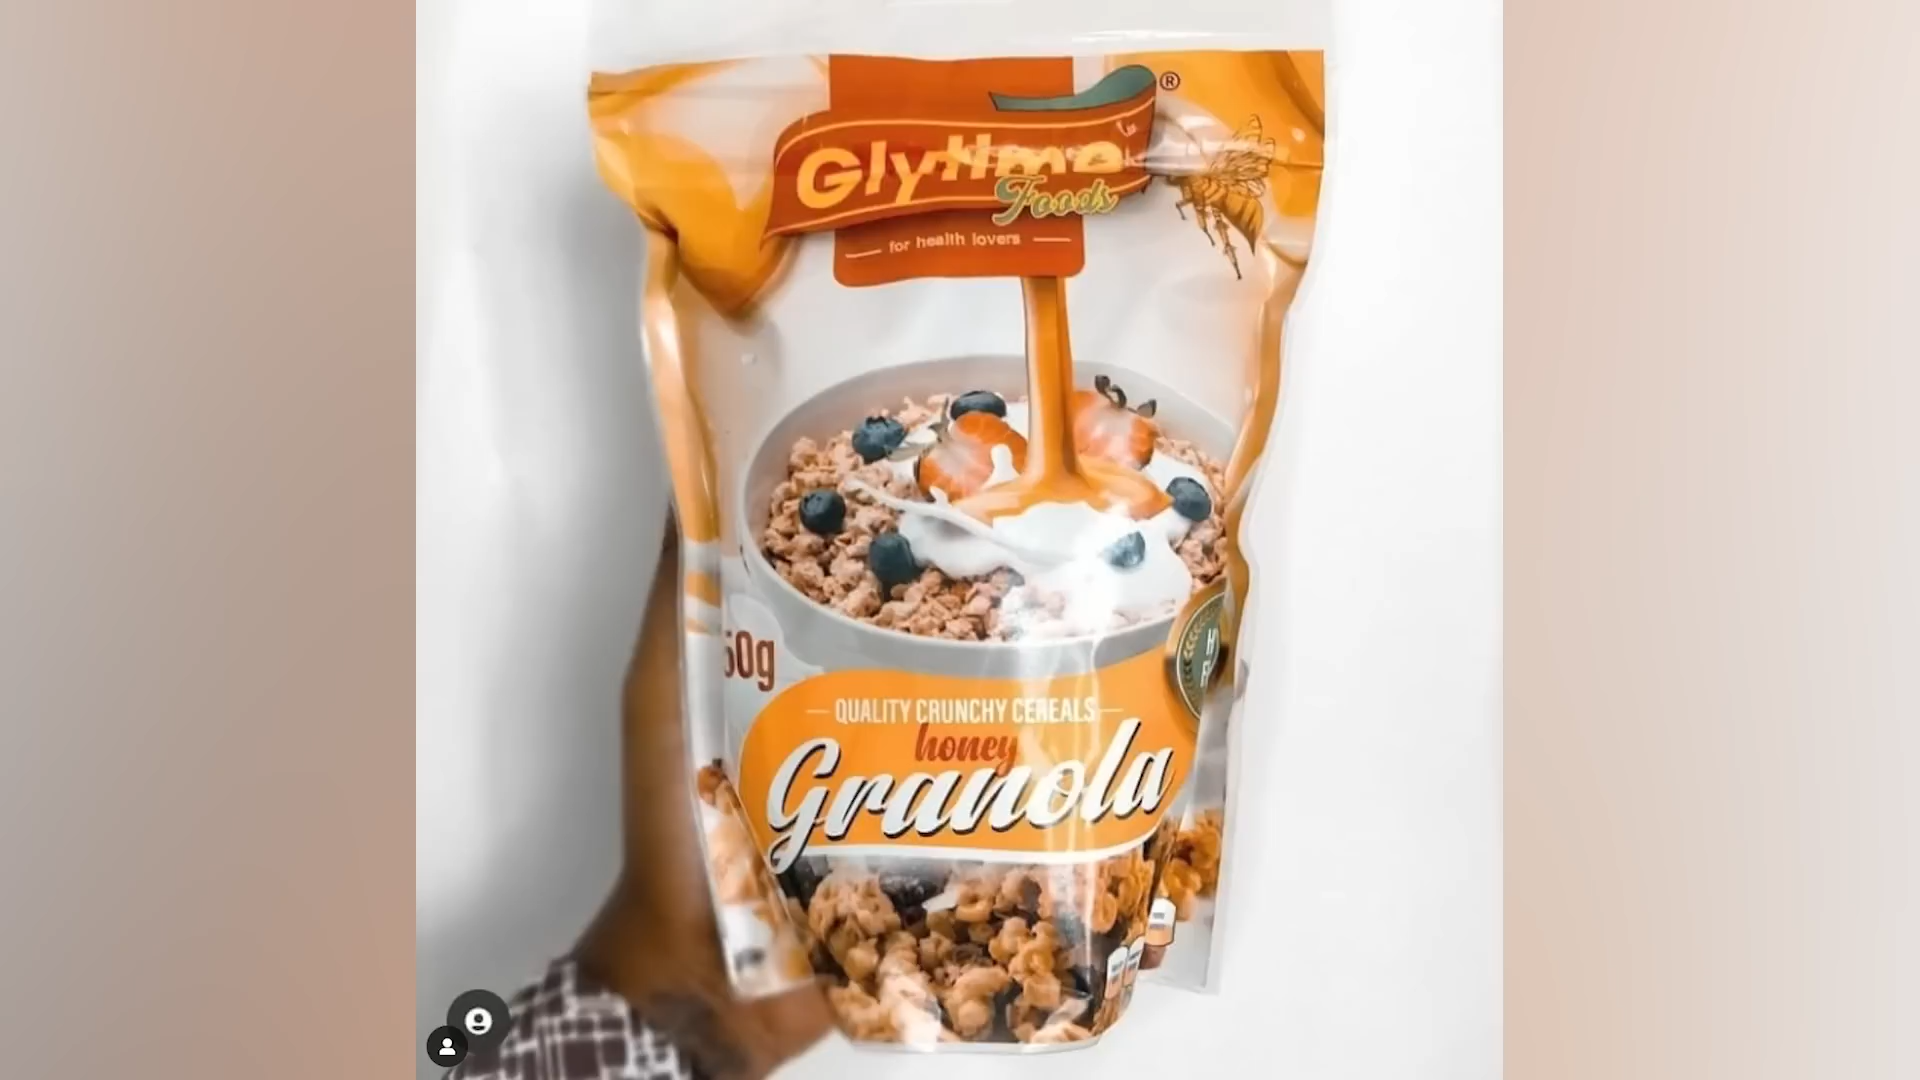 Glytime
®
Foods
for health lovers
50g
QUALITY CRUNCHY CEREALS
honey
Granola